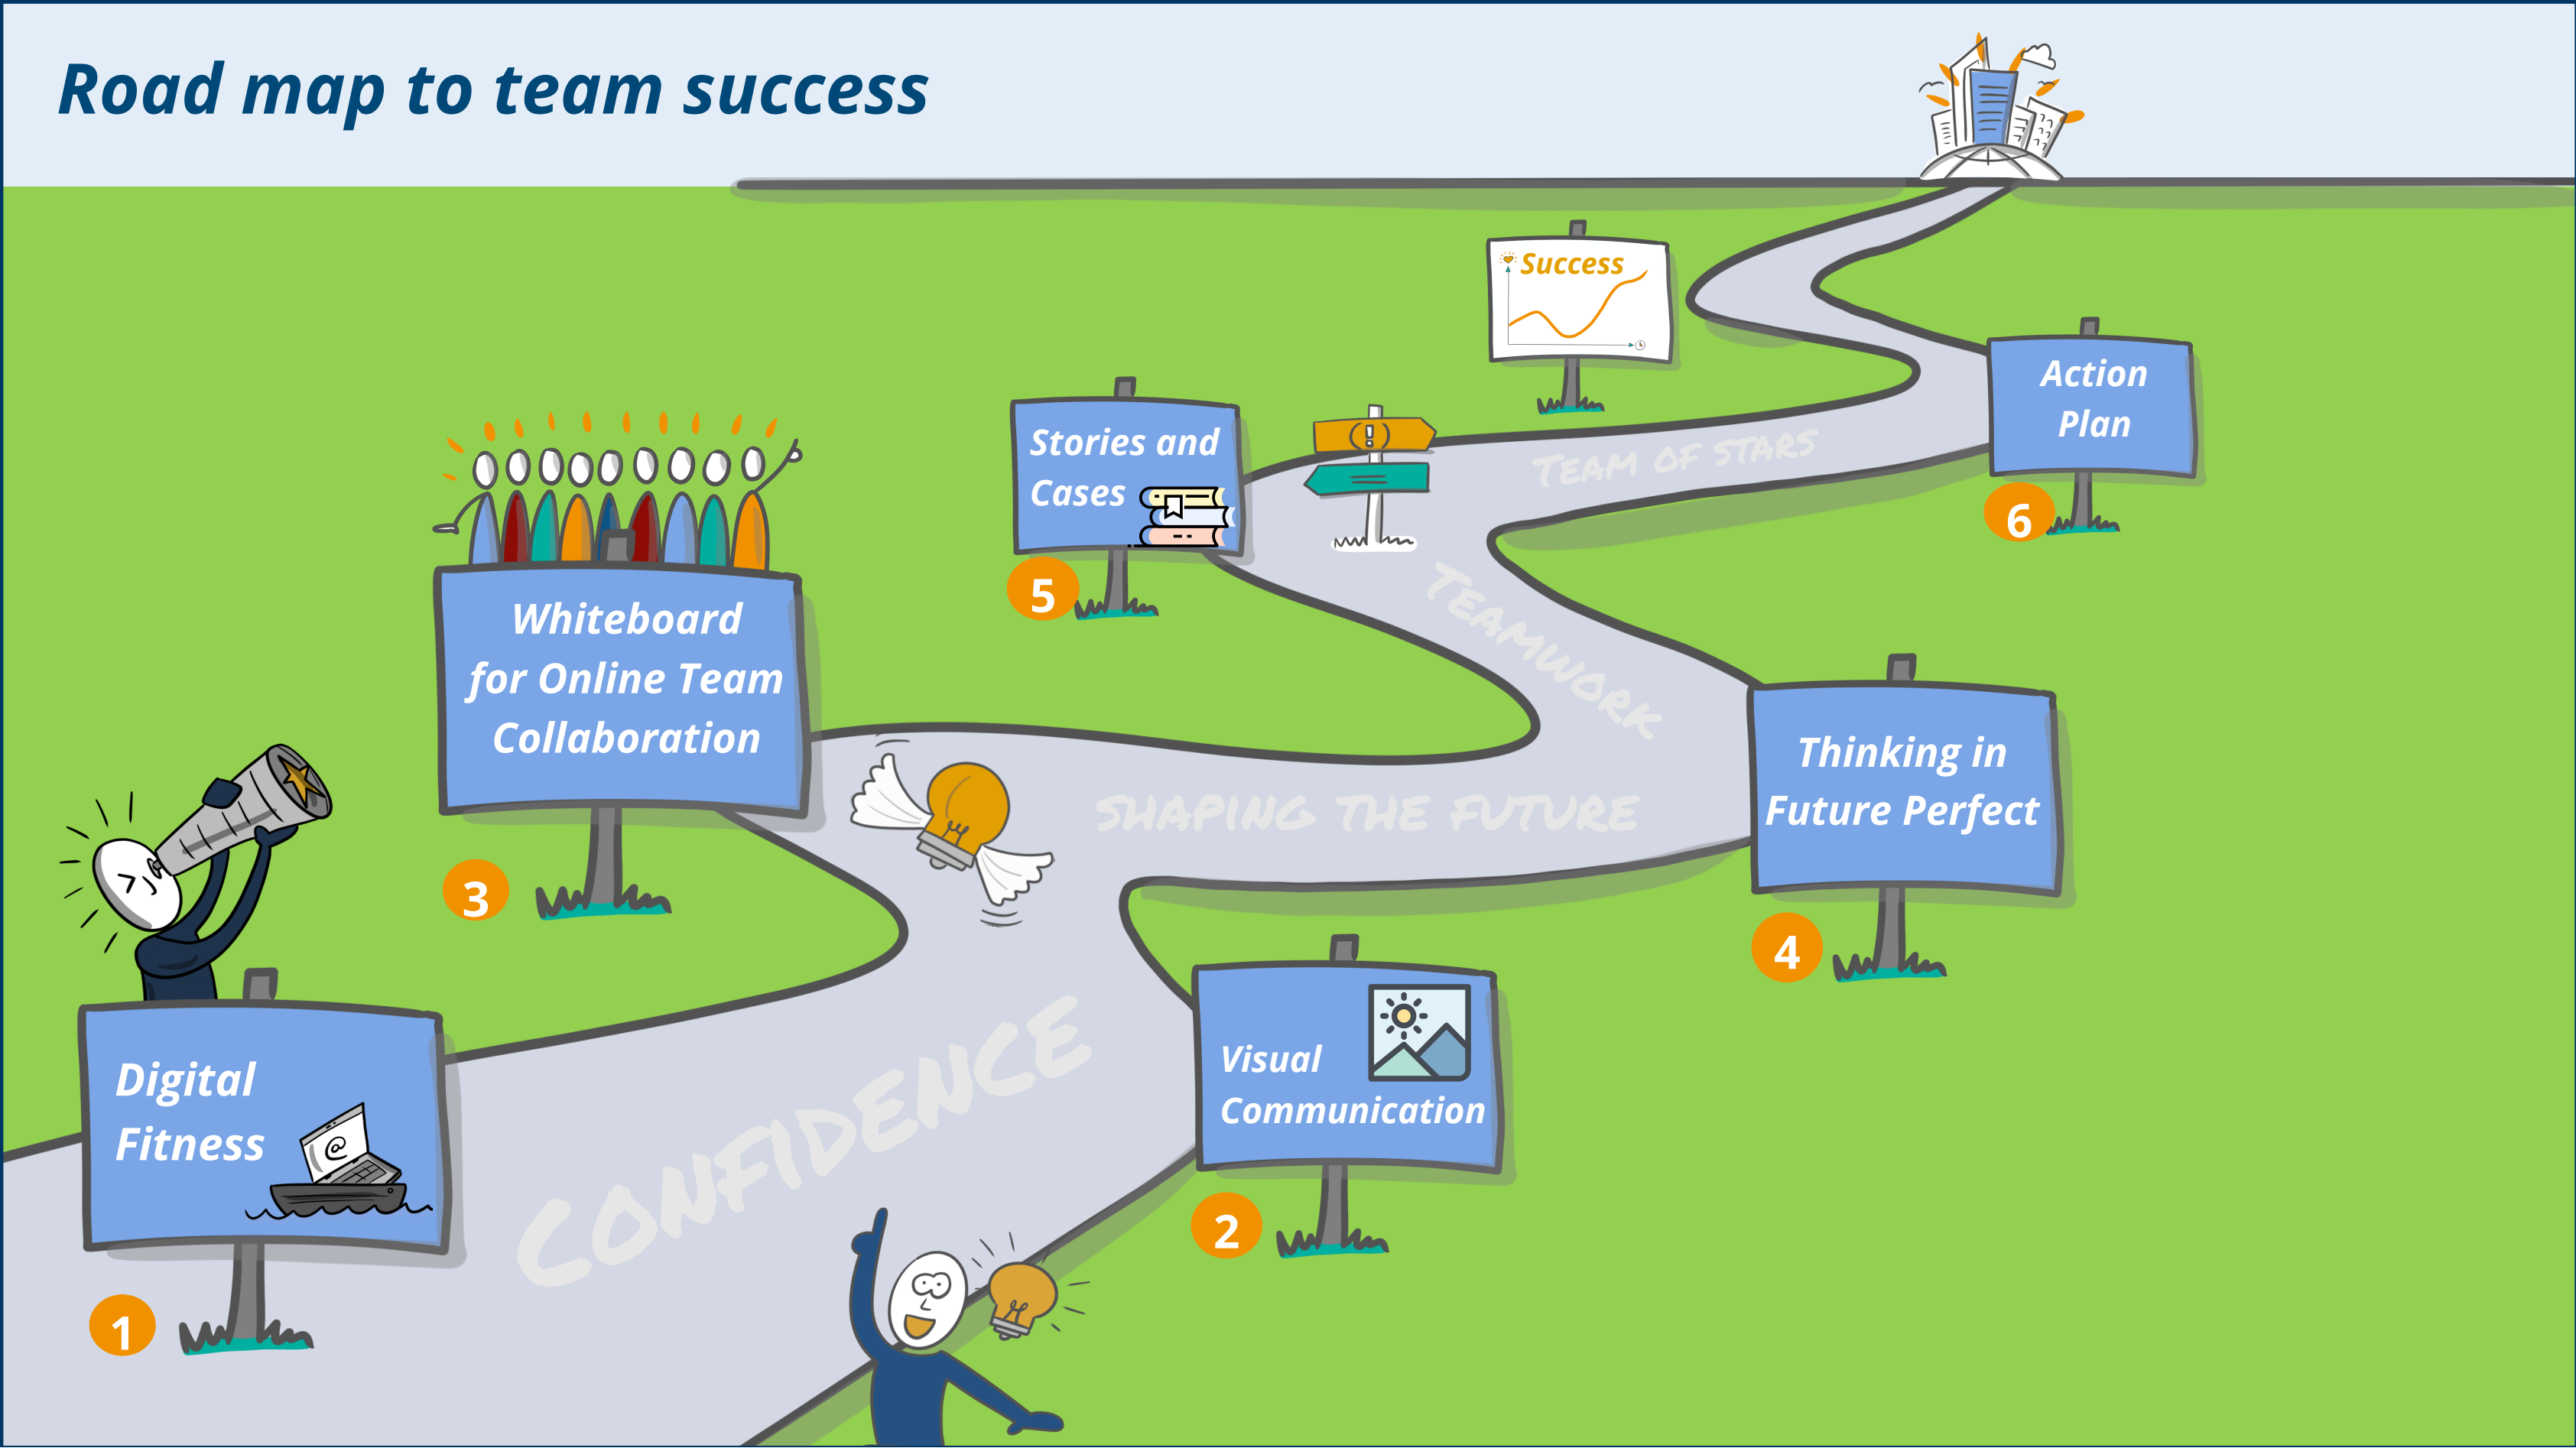 Road map to team success
Success
Action
Plan
6
TEAM OF STARS
Stories and
Cases
(!)
5
TEAMWORK
Whiteboard
for Online Team
Collaboration
3
Thinking in
Future Perfect
4
SHAPING THE FUTURE
Digital
Fitness
@
1
Visual
Communication
2
CONFIDENCE